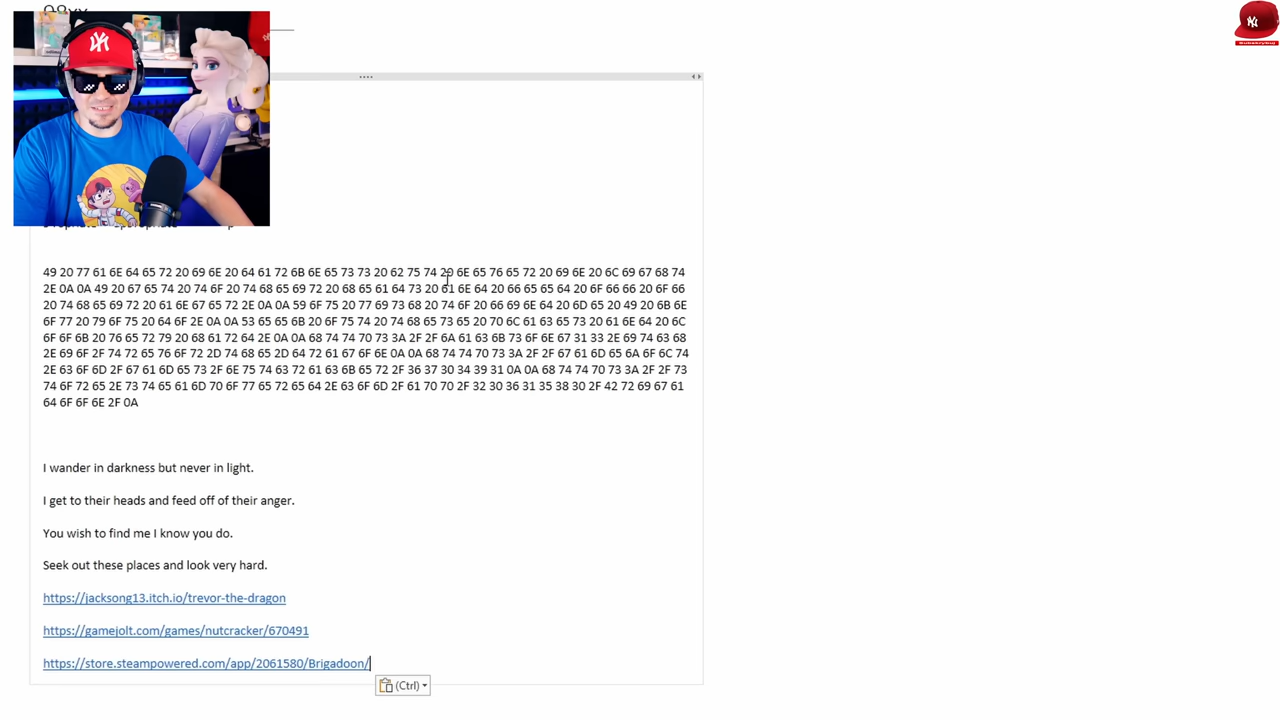 49 20 77 61 6E 64 65 72 20 69 6E 20 64 61 72 6B 6E 65 73 73 20 62 75 74 20 6E 65 76 65 72 20 69 6E 20 6C 69 67 68 74
2E 0A 0A 49 20 67 65 74 20 74 6F 20 74 68 65 69 72 20 68 65 61 64 73 20 61 6E 64 20 66 65 65 64 20 6F 66 66 20 6F 66
20 74 68 65 69 72 20 61 6E 67 65 72 2E 0A 0A 59 6F 75 20 77 69 73 68 20 74 6F 20 66 69 6E 64 20 6D 65 20 49 20 6B 6E
6F 77 20 79 6F 75 20 64 6F 2E 0A 0A 53 65 65 6B 20 6F 75 74 20 74 68 65 73 65 20 70 6C 61 63 65 73 20 61 6E 64 20 6C
6F 6F 6B 20 76 65 72 79 20 68 61 72 64 2E 0A 0A 68 74 74 70 73 3A 2F 2F 6A 61 63 6B 73 6F 6E 67 31 33 2E 69 74 63 68
2E 69 6F 2F 74 72 65 76 6F 72 2D 74 68 65 2D 64 72 61 67 6F 6E 0A 0A 68 74 74 70 73 3A 2F 2F 67 61 6D 65 6A 6F 6C 74
2E 63 6F 6D 2F 67 61 6D 65 73 2F 6E 75 74 63 72 61 63 6B 65 72 2F 36 37 30 34 39 31 0A 0A 68 74 74 70 73 3A 2F 2F 73
74 6F 72 65 2E 73 74 65 61 6D 70 6F 77 65 72 65 64 2E 63 6F 6D 2F 61 70 70 2F 32 30 36 31 35 38 30 2F 42 72 69 67 61
64 6F 6F 6E 2F 0A
I wander in darkness but never in light.
I get to their heads and feed off of their anger.
You wish to find me I know you do.
Seek out these places and look very hard.
https://jacksong13.itch.io/trevor-the-dragon
https://gamejolt.com/games/nutcracker/670491
https://store.steampowered.com/app/2061580/Brigadoon/
(Ctrl)